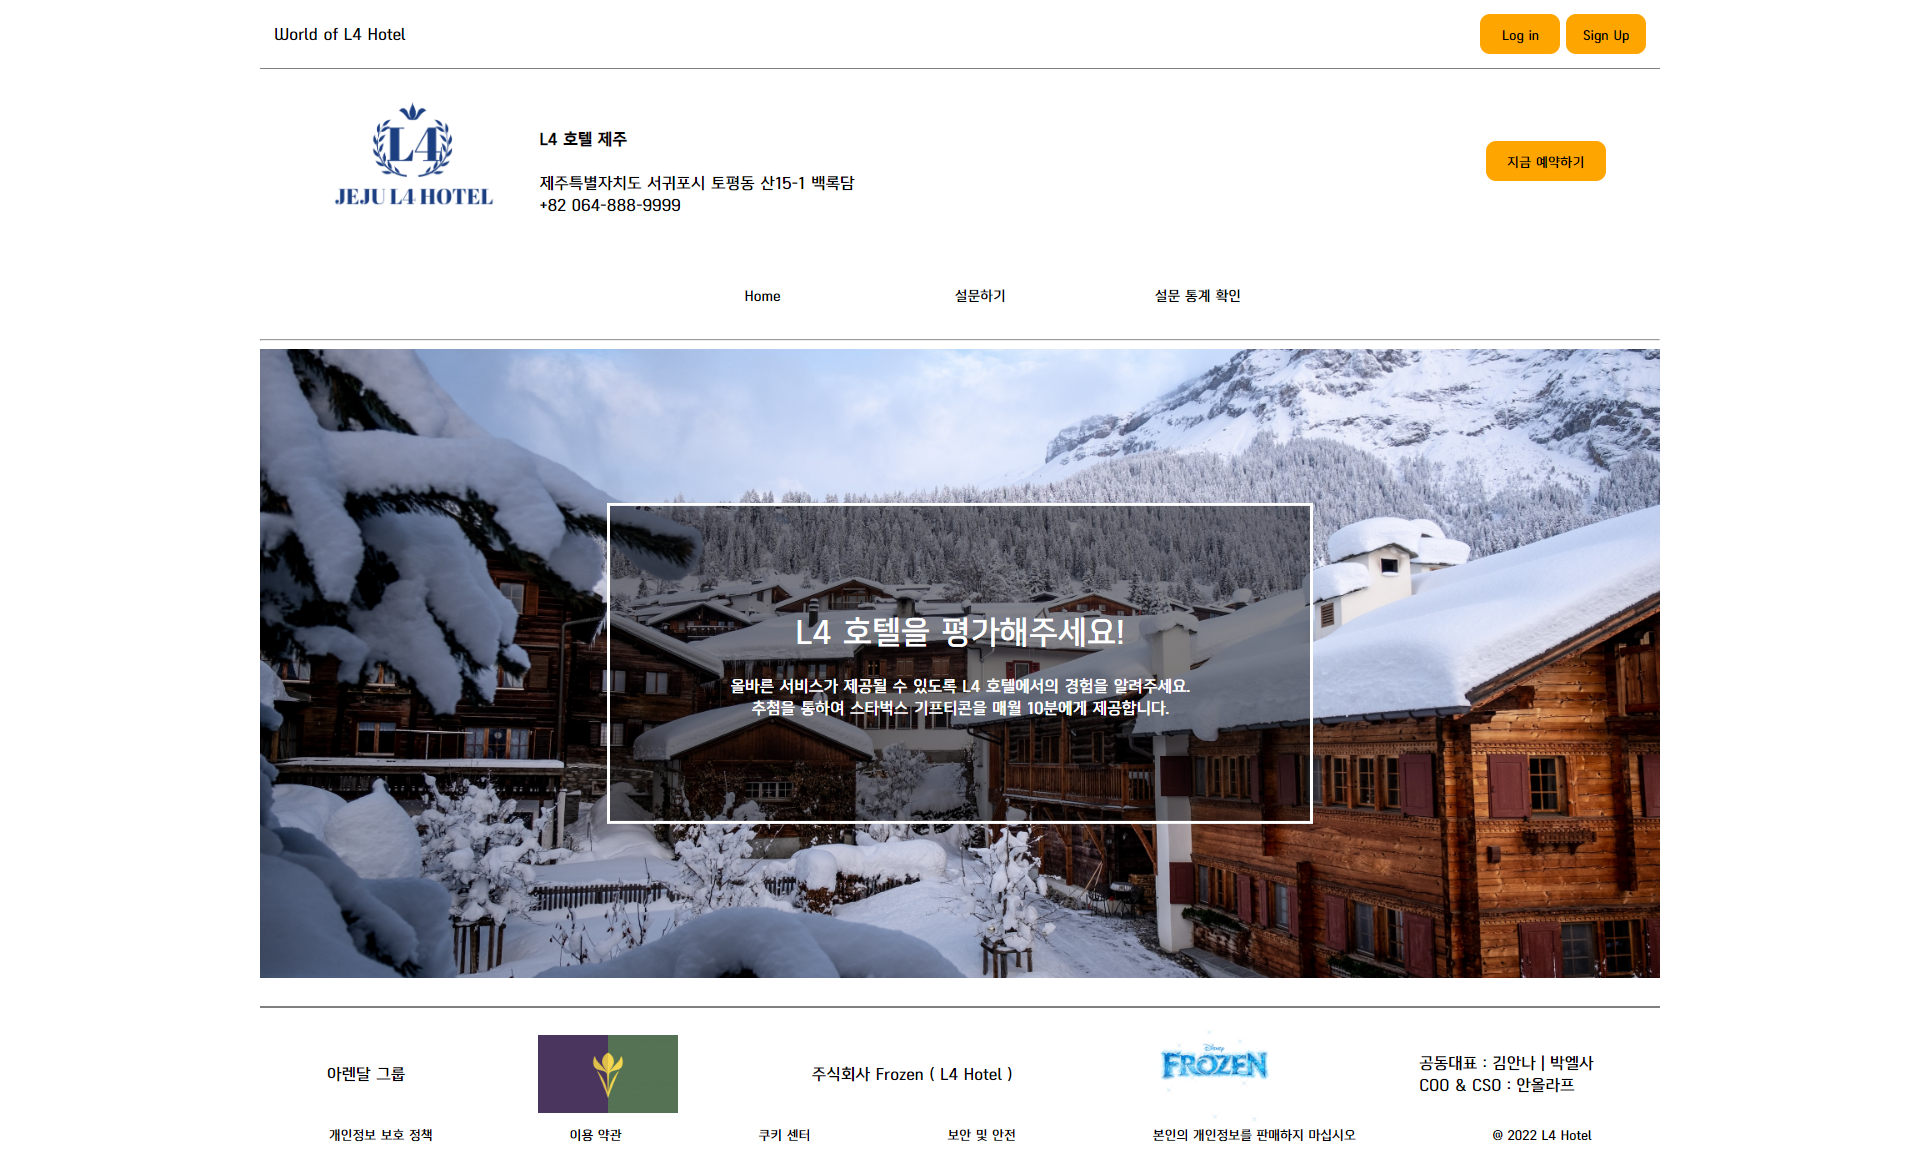 World of L4 Hotel
Log in
Sign Up
L4
JEJU L4 HOTEL
L4 호텔 제주
제주특별자치도 서귀포시 토평동 산15-1 백록담
+82 064-888-9999
지금 예약하기
Home
설문하기
설문 통계 확인
L4 호텔을 평가해주세요!
올바른 서비스가 제공될 수 있도록 L4 호텔에서의 경험을 알려주세요.
추첨을 통하여 스타벅스 기프티콘을 매월 10분에게 제공합니다.
아렌달 그룹
주식회사 Frozen ( L4 Hotel )
Disney
FROZEN
공동대표 : 김안나 | 박엘사
COO & CSO : 안올라프
개인정보 보호 정책
이용 약관
쿠키 센터
보안 및 안전
본인의 개인정보를 판매하지 마십시오
@ 2022 L4 Hotel